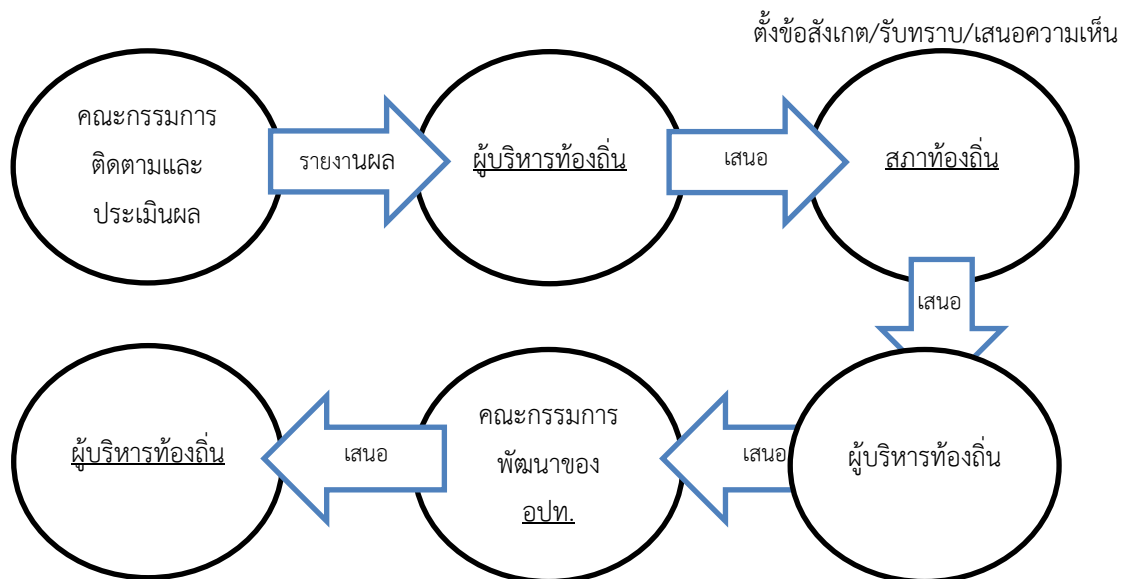 ตั้งข้อสังเกต/รับทราบ/เสนอความเห็น
คณะกรรมการ
ติดตามและ
ประเมินผล
รายงานผล
ผู้บริหารท้องถิ่น
เสนอ
สภาท้องถิ่น
เสนอ
ผู้บริหารท้องถิ่น
เสนอ
คณะกรรมการ
พัฒนาของ
อปท.
เสนอ
ผู้บริหารท้องถิ่น